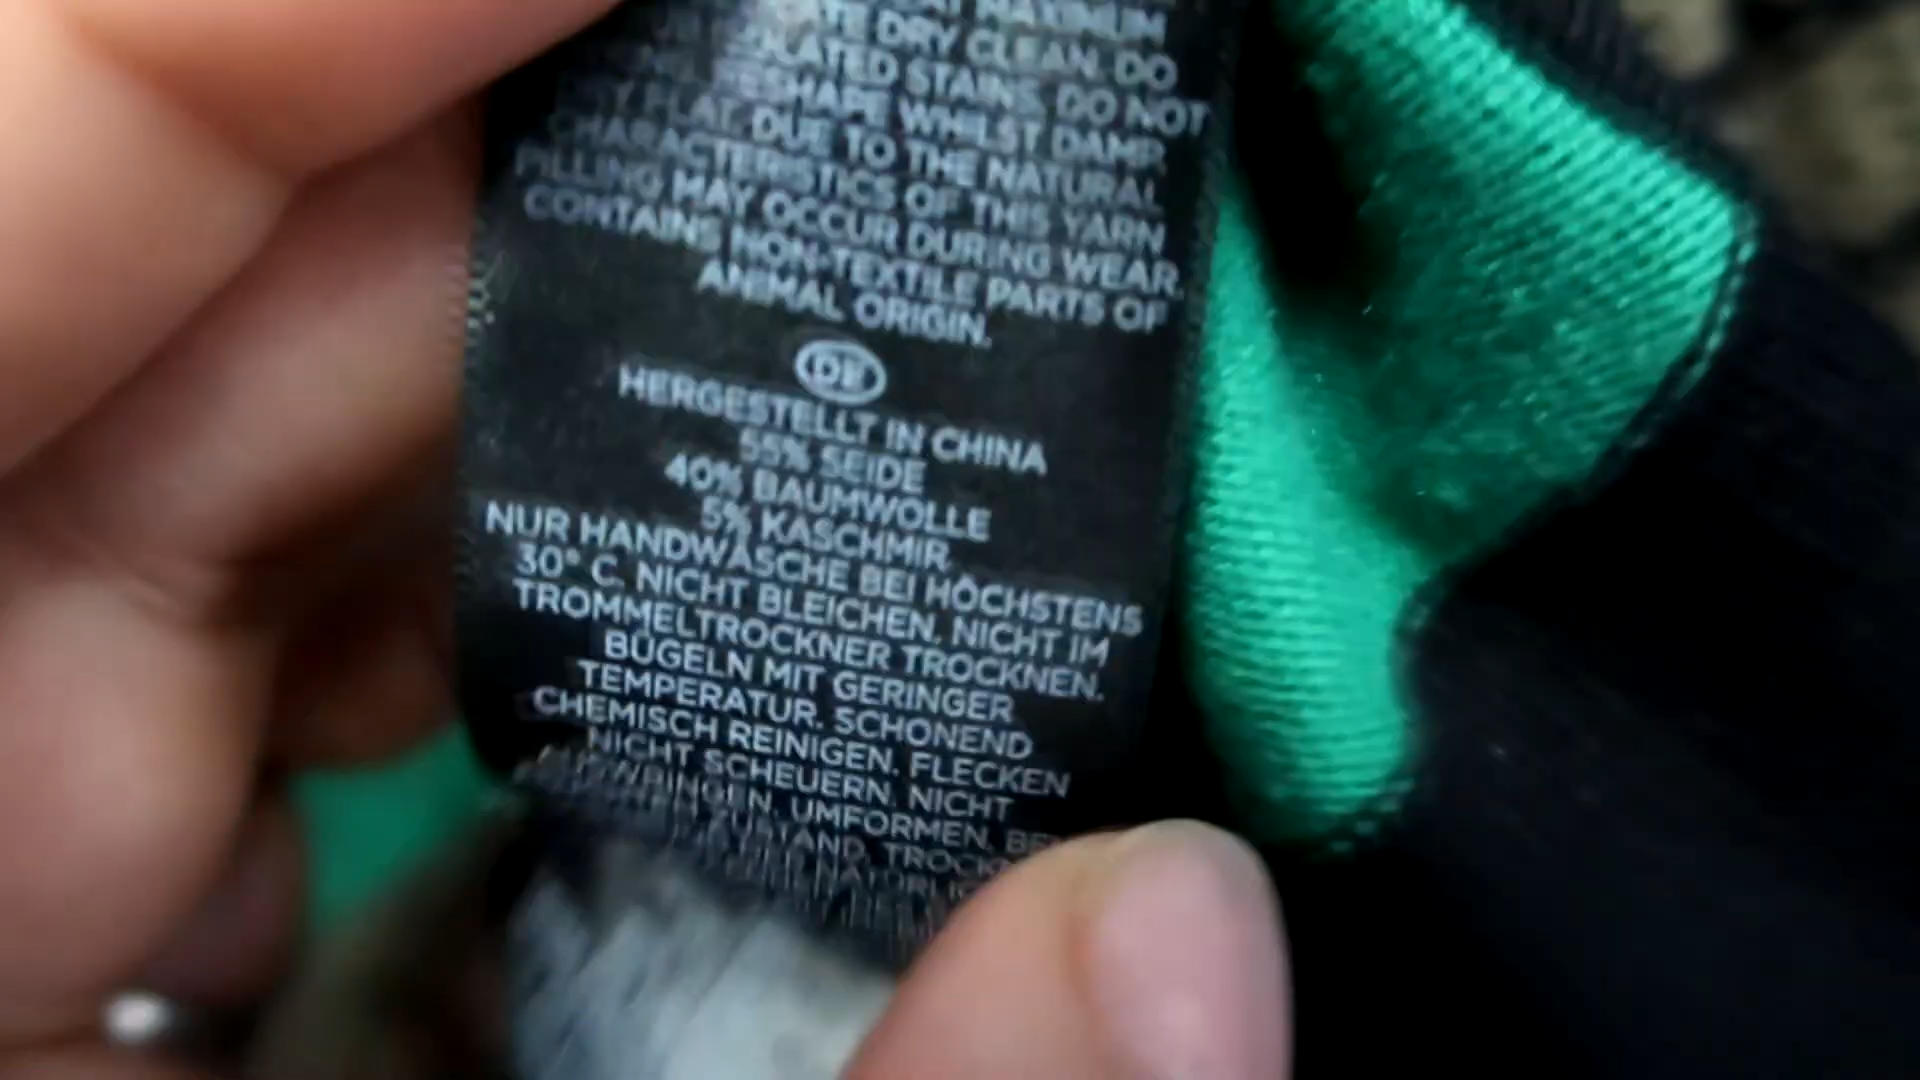 MAXIMUM
DRY CLEAN. DO
STAINS. DO NOT
WHILST DAMP.
FLAT. DUE TO THE NATURAL
CHARACTERISTICS OF THIS YARN
PILLING MAY OCCUR DURING WEAR.
CONTAINS NON-TEXTILE PARTS OF
ANIMAL ORIGIN.
DE
HERGESTELLT IN CHINA
55% SEIDE
40% BAUMWOLLE
5% KASCHMIR
NUR HANDWÄSCHE BEI HÖCHSTENS
30° C. NICHT BLEICHEN. NICHT IM
TROMMELTROCKNER TROCKNEN.
BÜGELN MIT GERINGER
TEMPERATUR. SCHONEND
CHEMISCH REINIGEN. FLECKEN
NICHT SCHEUERN. NICHT
UMFORMEN.